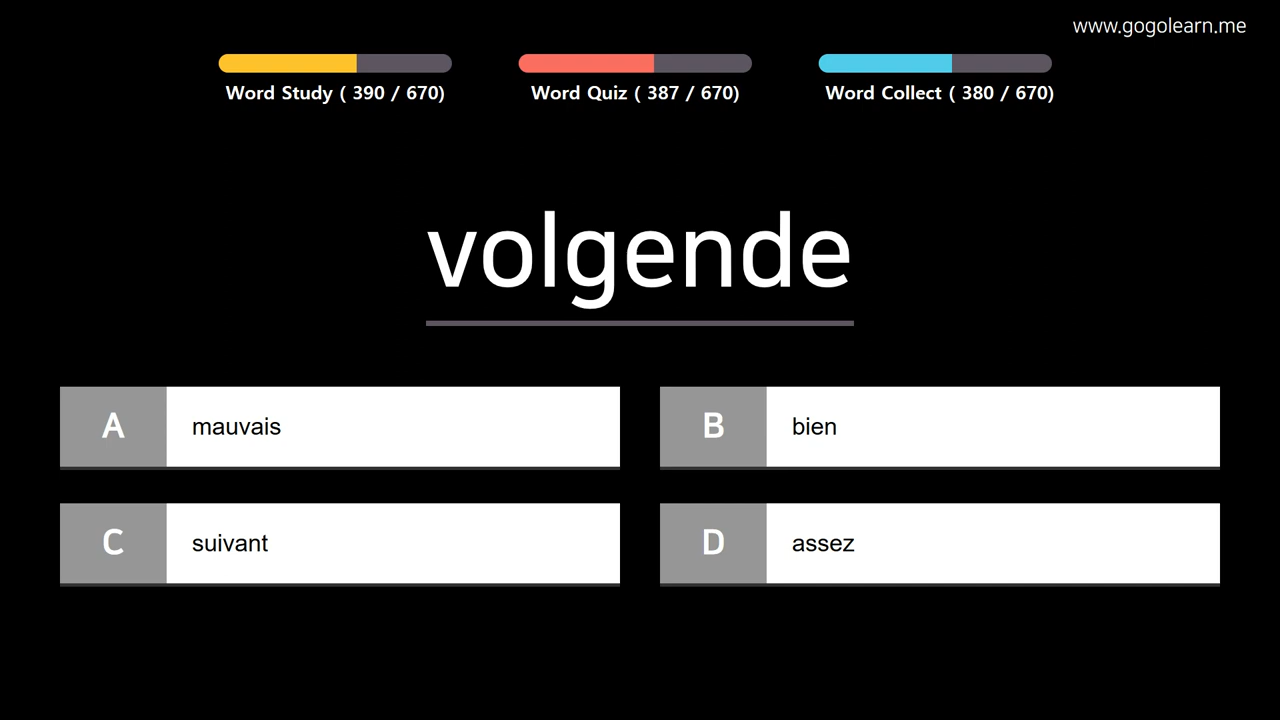 www.gogolearn.me
Word Study ( 390 / 670)
Word Quiz ( 387 / 670)
Word Collect ( 380 / 670)
volgende
A
mauvais
B
bien
C
suivant
D
assez